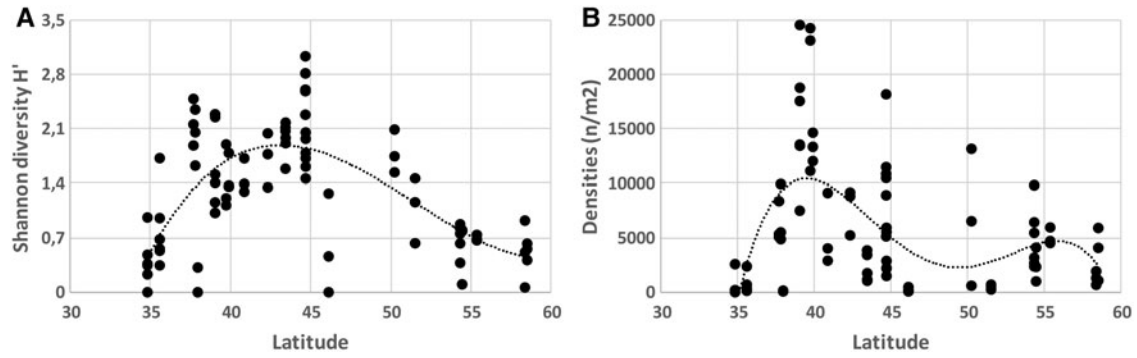 A
Shannon diversity H'
3,5
2,8
2,1
1,4
0,7
0
30 35 40 45 50 55 60
Latitude
B
Densities (n/m2)
25000
20000
15000
10000
5000
0
30 35 40 45 50 55 60
Latitude